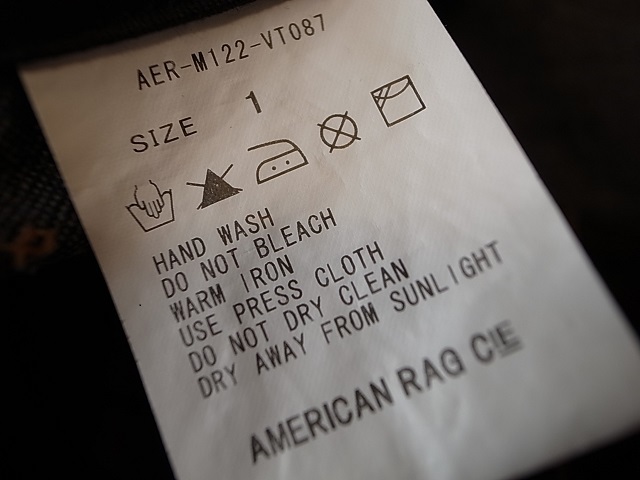 AER-M122-VT087
SIZE 1
HAND WASH
DO NOT BLEACH
WARM IRON
USE PRESS CLOTH
DO NOT DRY CLEAN
DRY AWAY FROM SUNLIGHT
AMERICAN RAG CIE